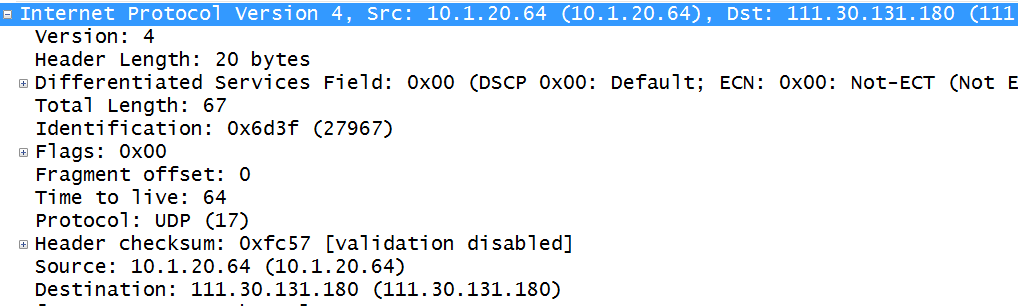 Internet Protocol Version 4, Src: 10.1.20.64 (10.1.20.64), Dst: 111.30.131.180 (111
Version: 4
Header Length: 20 bytes
Differentiated Services Field: 0x00 (DSCP 0x00: Default; ECN: 0x00: Not-ECT (Not E
Total Length: 67
Identification: 0x6d3f (27967)
Flags: 0x00
Fragment offset: 0
Time to live: 64
Protocol: UDP (17)
Header checksum: 0xfc57 [validation disabled]
Source: 10.1.20.64 (10.1.20.64)
Destination: 111.30.131.180 (111.30.131.180)